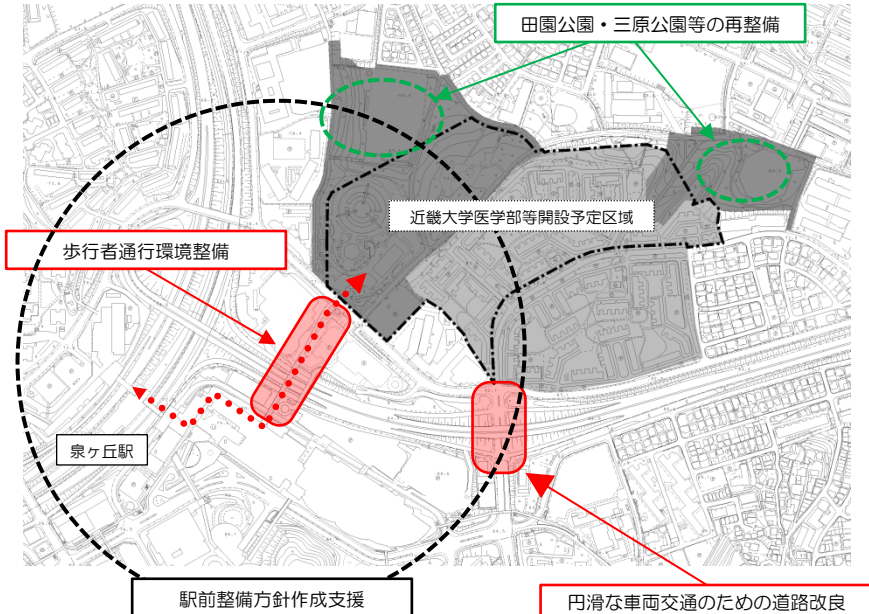 田園公園・三原公園等の再整備
近畿大学医学部等開設予定区域
歩行者通行環境整備
泉ヶ丘駅
駅前整備方針作成支援
円滑な車両交通のための道路改良